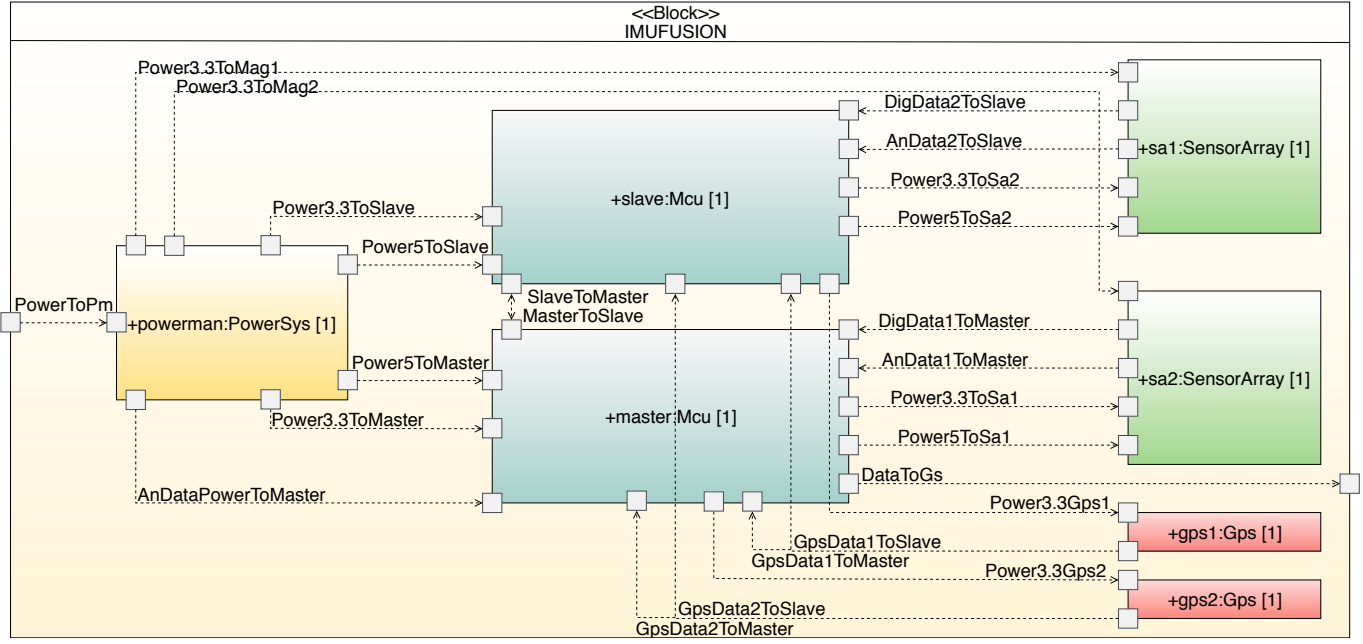 <<Block>>
IMUFUSION
Power3.3ToMag1
Power3.3ToMag2
DigData2ToSlave
AnData2ToSlave
+sa1:SensorArray [1]
Power3.3ToSa2
+slave:Mcu [1]
Power3.3ToSlave
Power5ToSa2
Power5ToSlave
SlaveToMaster
PowerToPm
MasterToSlave
+powerman:PowerSys [1]
DigData1ToMaster
Power5ToMaster
AnData1ToMaster
+sa2:SensorArray [1]
Power3.3ToSa1
Power3.3ToMaster
+master:Mcu [1]
Power5ToSa1
DataToGs
AnDataPowerToMaster
Power3.3Gps1
+gps1:Gps [1]
GpsData1ToSlave
GpsData1ToMaster
Power3.3Gps2
+gps2:Gps [1]
GpsData2ToSlave
GpsData2ToMaster